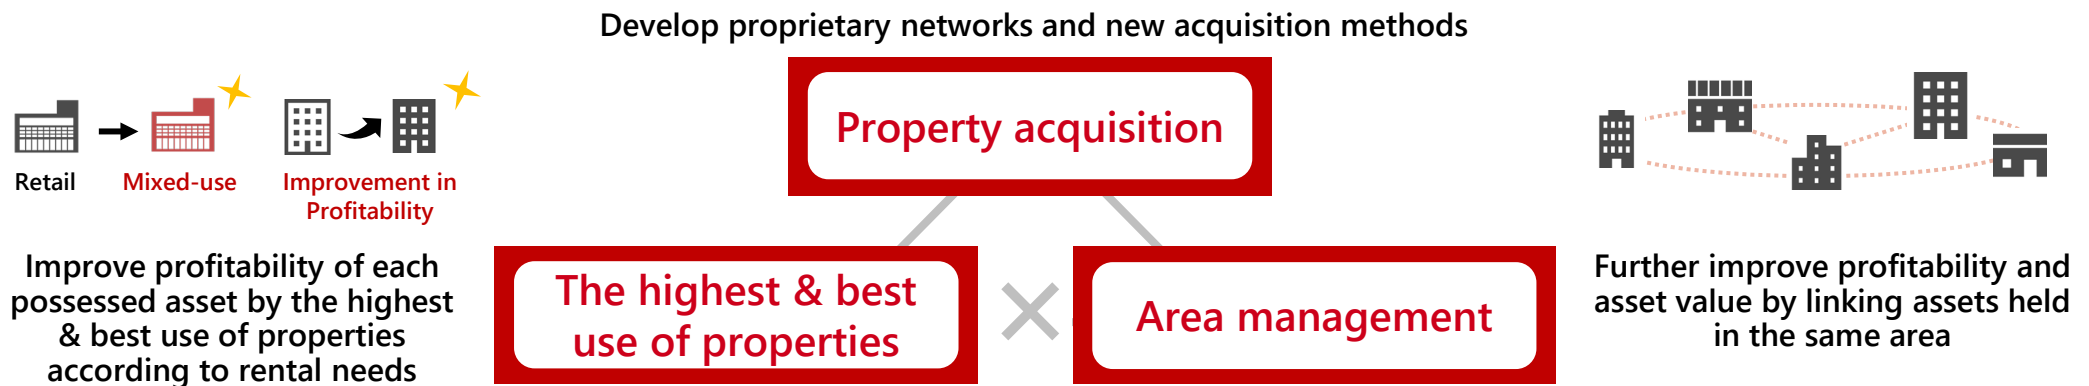 Develop proprietary networks and new acquisition methods
Property acquisition
Retail
Mixed-use
Improvement in
Profitability
Improve profitability of each
possessed asset by the highest
& best use of properties
according to rental needs
The highest & best
use of properties
Area management
Further improve profitability and
asset value by linking assets held
in the same area